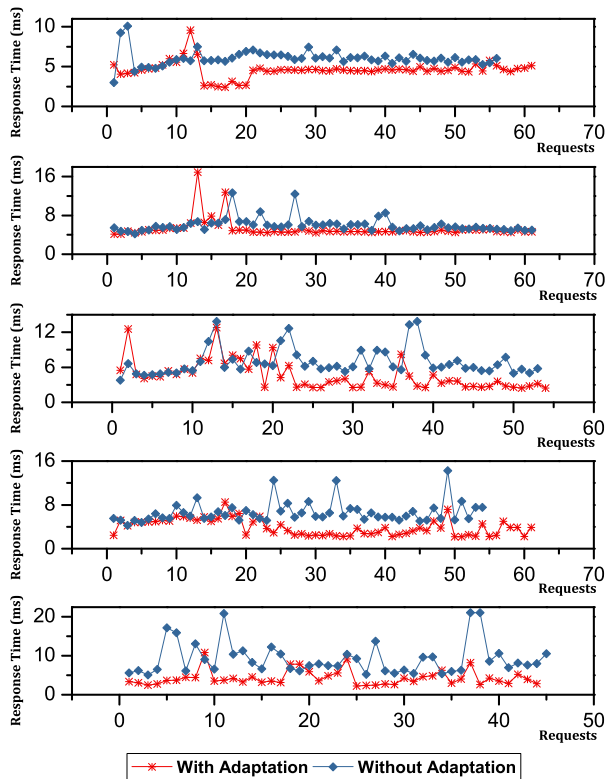 Response Time (ms)
10
5
0
0 10 20 30 40 50 60 70
Requests
Response Time (ms)
16
8
0
0 10 20 30 40 50 60 70
Requests
Response Time (ms)
12
6
0
0 10 20 30 40 50 60
Requests
Response Time (ms)
16
8
0
0 10 20 30 40 50 60 70
Requests
Response Time (ms)
20
10
0
0 10 20 30 40 50
Requests
With Adaptation Without Adaptation